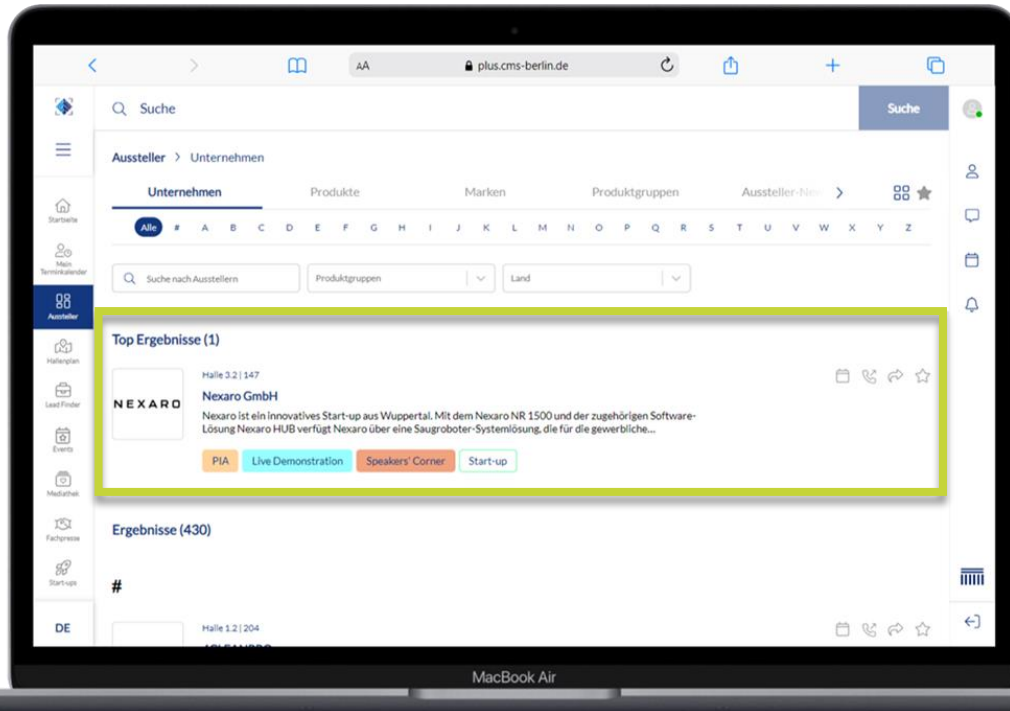 AA
plus.cms-berlin.de
Suche
Suche
Aussteller > Unternehmen
Unternehmen Produkte Marken Produktgruppen
Alle # A B C D E F G H I J K L M N O P Q R S T U V W X Y Z
Suche nach Ausstellern
Produktgruppen
Land
Startseite
Mein
Terminkalender
Aussteller
Hallenplan
Lead Finder
Events
Mediathek
Fachpresse
Start-ups
DE
Top Ergebnisse (1)
Halle 3.2 | 147
NEXARO
Nexaro GmbH
Nexaro ist ein innovatives Start-up aus Wuppertal. Mit dem Nexaro NR 1500 und der zugehörigen Software-
Lösung Nexaro HUB verfügt Nexaro über eine Saugroboter-Systemlösung, die für die gewerbliche...
PIA Live Demonstration Speakers' Corner Start-up
Ergebnisse (430)
#
Halle 1.2 | 204
MacBook Air